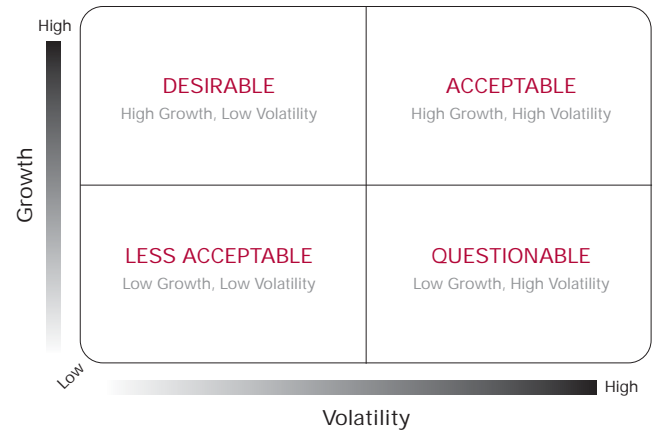 High
DESIRABLE
High Growth, Low Volatility
ACCEPTABLE
High Growth, High Volatility
Growth
LESS ACCEPTABLE
Low Growth, Low Volatility
QUESTIONABLE
Low Growth, High Volatility
Low
High
Volatility